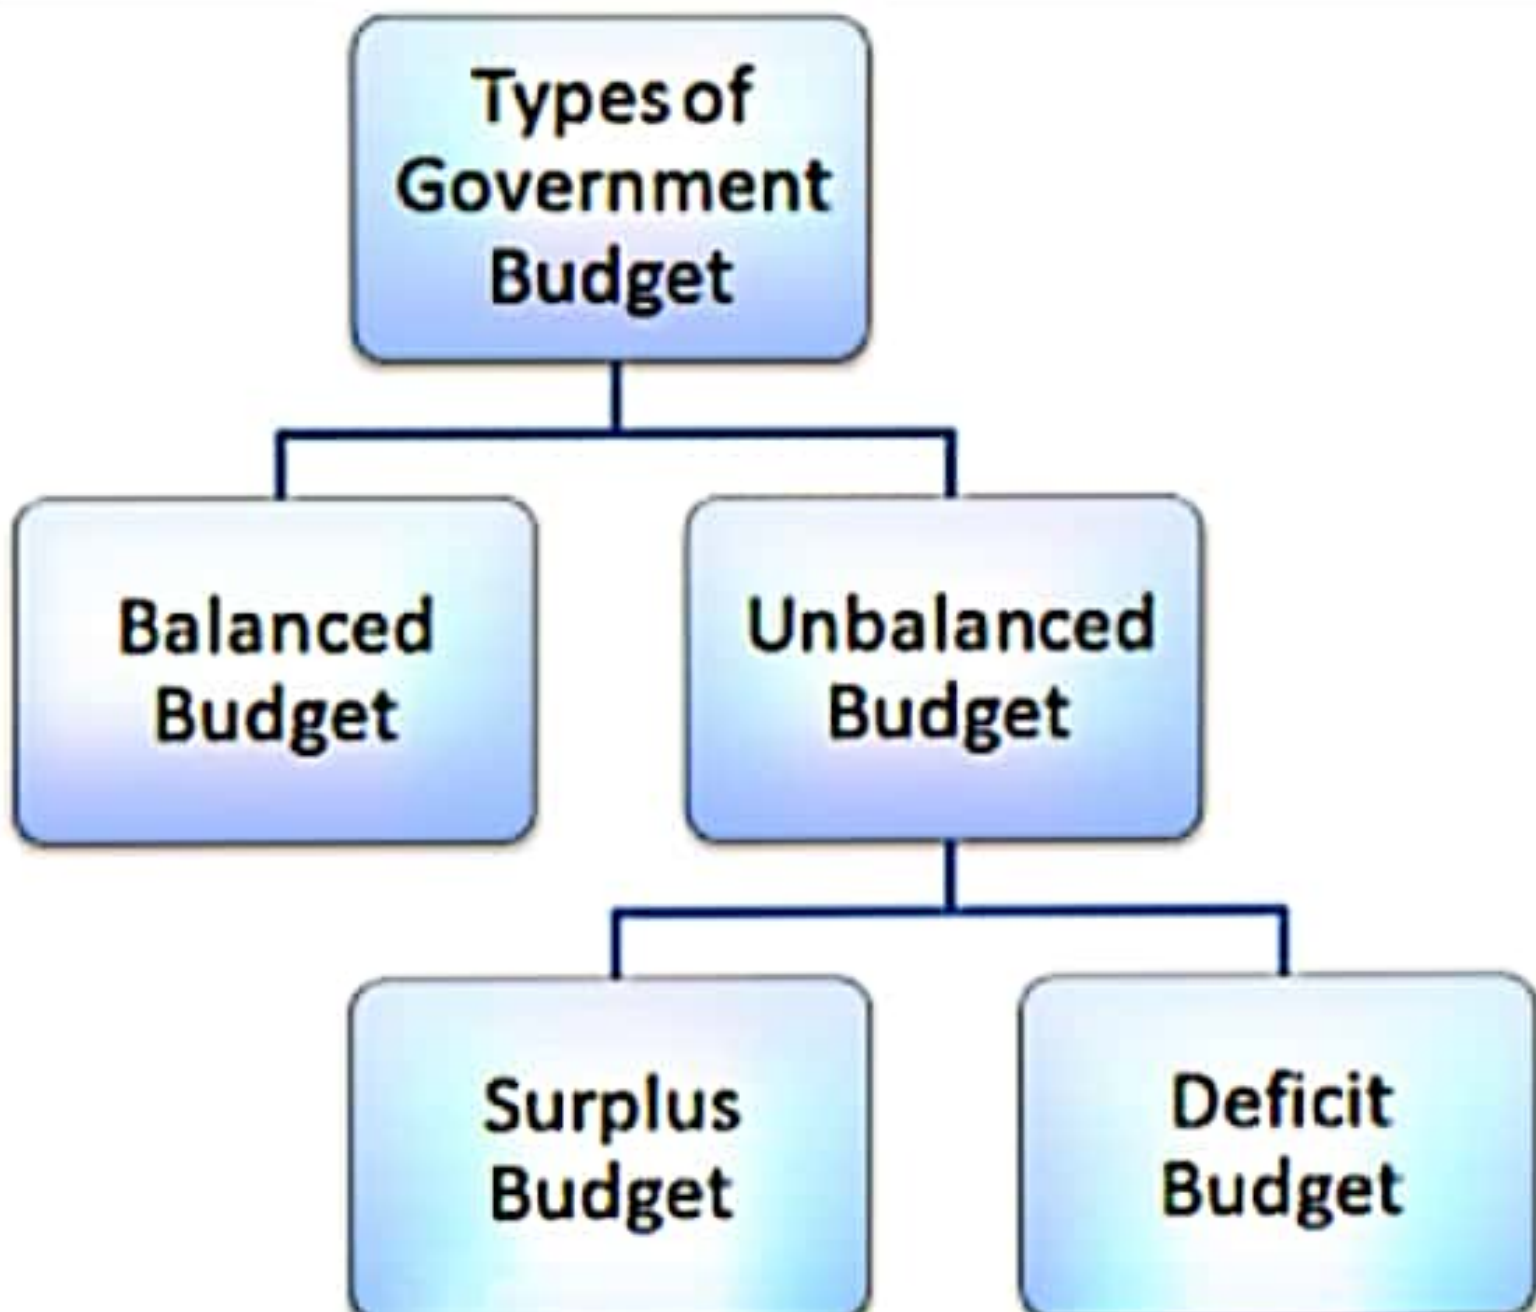 Types of
Government
Budget
Balanced
Budget
Unbalanced
Budget
Surplus
Budget
Deficit
Budget